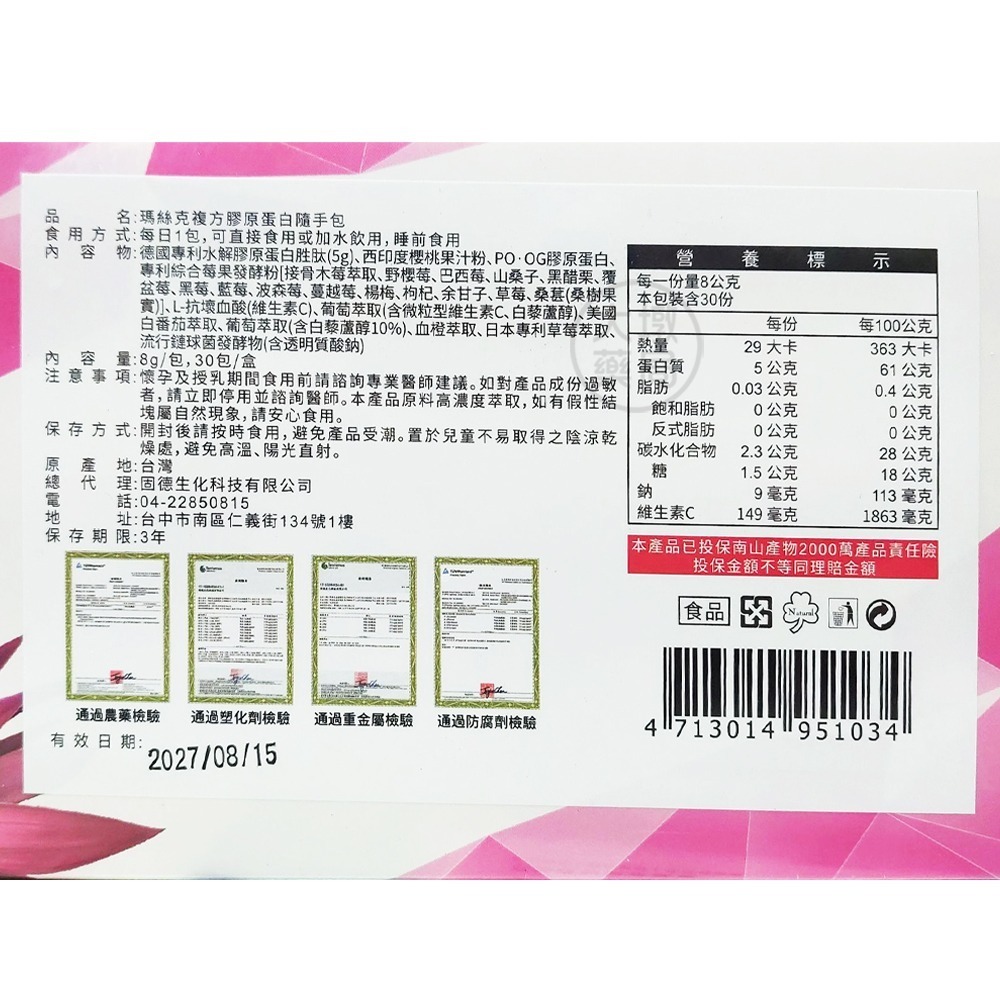 品名:瑪絲克複方膠原蛋白隨手包
食用方式:每日1包,可直接食用或加水飲用,睡前食用
內容物:德國專利水解膠原蛋白胜肽(5g)、西印度櫻桃果汁粉、PO·OG膠原蛋白、
專利綜合莓果發酵粉[接骨木莓萃取、野櫻莓、巴西莓、山桑子、黑醋栗、覆
盆莓、黑莓、藍莓、波森莓、蔓越莓、楊梅、枸杞、余甘子、草莓、桑葚(桑樹果
實)]、L-抗壞血酸(維生素C)、葡萄萃取(含微粒型維生素C、白藜蘆醇)、美國
白番茄萃取、葡萄萃取(含白藜蘆醇10%)、血橙萃取、日本專利草莓萃取、
流行鏈球菌發酵物(含透明質酸鈉)
內容量:8g/包,30包/盒
注意事項:懷孕及授乳期間食用前請諮詢專業醫師建議。如對產品成份過敏
者,請立即停用並諮詢醫師。本產品原料高濃度萃取,如有假性結
塊屬自然現象,請安心食用。
保存方式:開封後請按時食用,避免產品受潮。置於兒童不易取得之陰涼乾
燥處,避免高溫、陽光直射。
原產地:台灣
總代理:固德生化科技有限公司
電話:04-22850815
地址:台中市南區仁義街134號1樓
保存期限:3年
通過農藥檢驗 通過塑化劑檢驗 通過重金屬檢驗 通過防腐劑檢驗
有效日期:
2027/08/15
營養標示
每一份量8公克
本包裝含30份
每份 每100公克
熱量 29 大卡 363 大卡
蛋白質 5 公克 61 公克
脂肪 0.03 公克 0.4 公克
飽和脂肪 0 公克 0 公克
反式脂肪 0 公克 0 公克
碳水化合物 2.3 公克 28 公克
糖 1.5 公克 18 公克
鈉 9 毫克 113 毫克
維生素C 149 毫克 1863 毫克
本產品已投保南山產物2000萬產品責任險
投保金額不等同理賠金額
食品
Natural
4 713014 951034